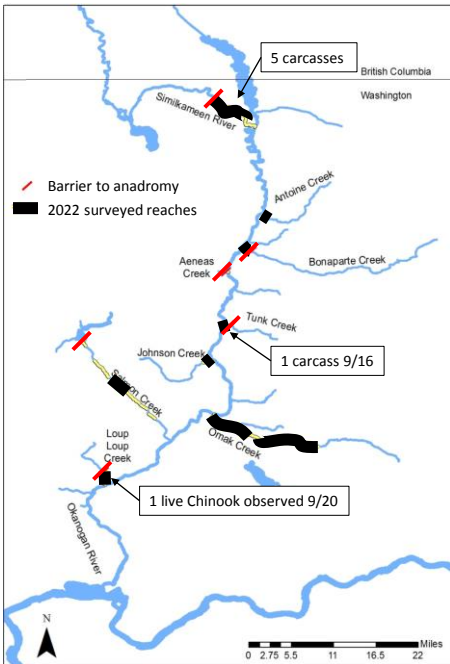 5 carcasses
British Columbia
Washington
Similkameen River
Barrier to anadromy
2022 surveyed reaches
Antoine Creek
Aeneas
Creek
Bonaparte Creek
Tunk Creek
Johnson Creek
1 carcass 9/16
Salmon Creek
Loup
Loup
Creek
Omak Creek
1 live Chinook observed 9/20
Okanogan River
N
Miles
0 2.75 5.5 11 16.5 22